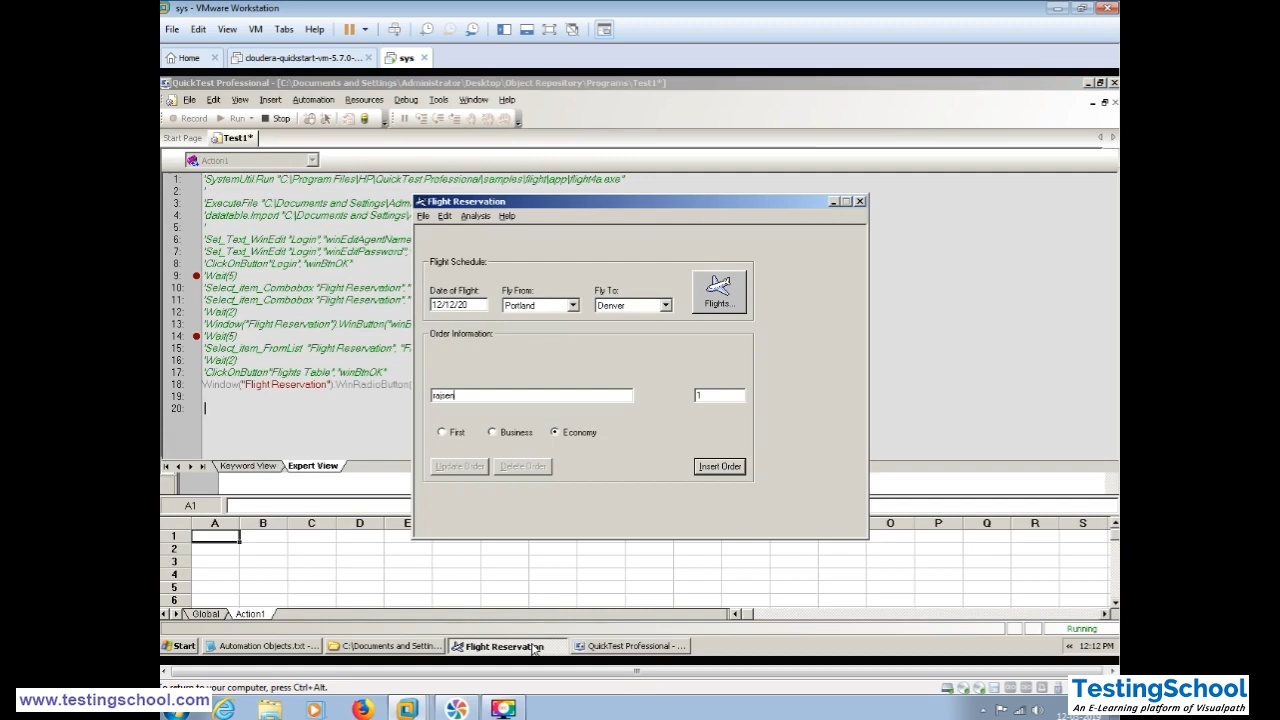 sys - VMware Workstation
File Edit View VM Tabs Help
Home cloudera-quickstart-vm-5.7.0-... sys
QuickTest Professional - [C:\Documents and Settings\Administrator\Desktop\Object Repository\Programs\Test1*]
File Edit View Insert Automation Resources Debug Tools Window Help
Record Run Stop
Start Page Test1*
Action1
1: 'SystemUtil.Run "C:\Program Files\HP\QuickTest Professional\samples\flight\app\flight4a.exe"
2: '
3: 'ExecuteFile "C:\Documents and Settings\Adm
4: 'datatable.Import "C:\Documents and Settings\
5: '
6: 'Set_Text_WinEdit "Login","winEditAgentName
7: 'Set_Text_WinEdit "Login","winEditPassword",
8: 'ClickOnButton"Login","winBtnOK"
9: 'Wait(5)
10: 'Select_item_Combobox "Flight Reservation","
11: 'Select_item_Combobox "Flight Reservation","
12: 'Wait(2)
13: 'Window("Flight Reservation").WinButton("win
14: 'Wait(5)
15: 'Select_item_FromList "Flight Reservation", "F
16: 'Wait(2)
17: 'ClickOnButton"Flights Table","winBtnOK"
18: Window("Flight Reservation").WinRadioButton(
19:
20:
Flight Reservation
File Edit Analysis Help
Flight Schedule:
Date of Flight: Fly From: Fly To:
12/12/20 Portland Denver Flights...
Order Information:
rajsen 1
First Business Economy
Update Order Delete Order Insert Order
Keyword View Expert View
A1
A B C D E O P Q R S
1
2
3
4
5
6
Global Action1
Running
Start Automation Objects.txt -... C:\Documents and Settin... Flight Reservation QuickTest Professional - ... 12:12 PM
To return to your computer, press Ctrl+Alt.
www.testingschool.com
TestingSchool
An E-Learning platform of Visualpath